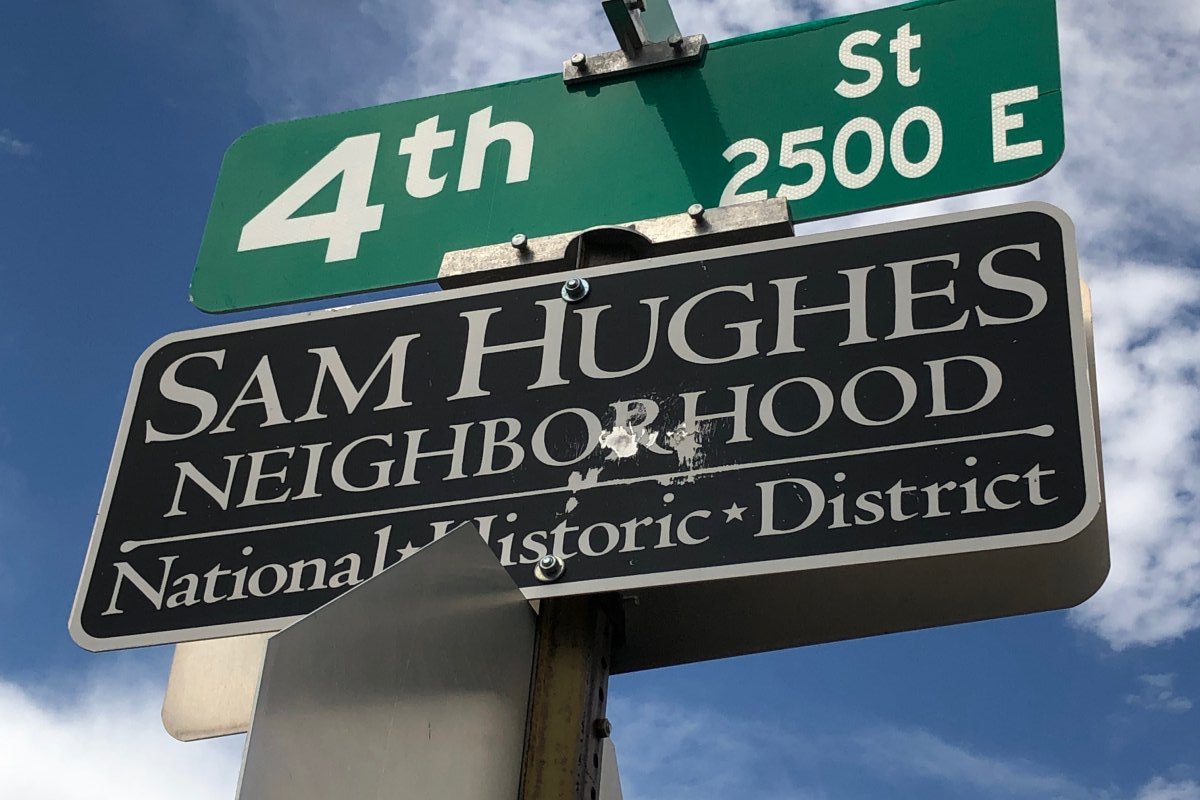 4th St
2500 E
SAM HUGHES
NEIGHBORHOOD
National★Historic★District